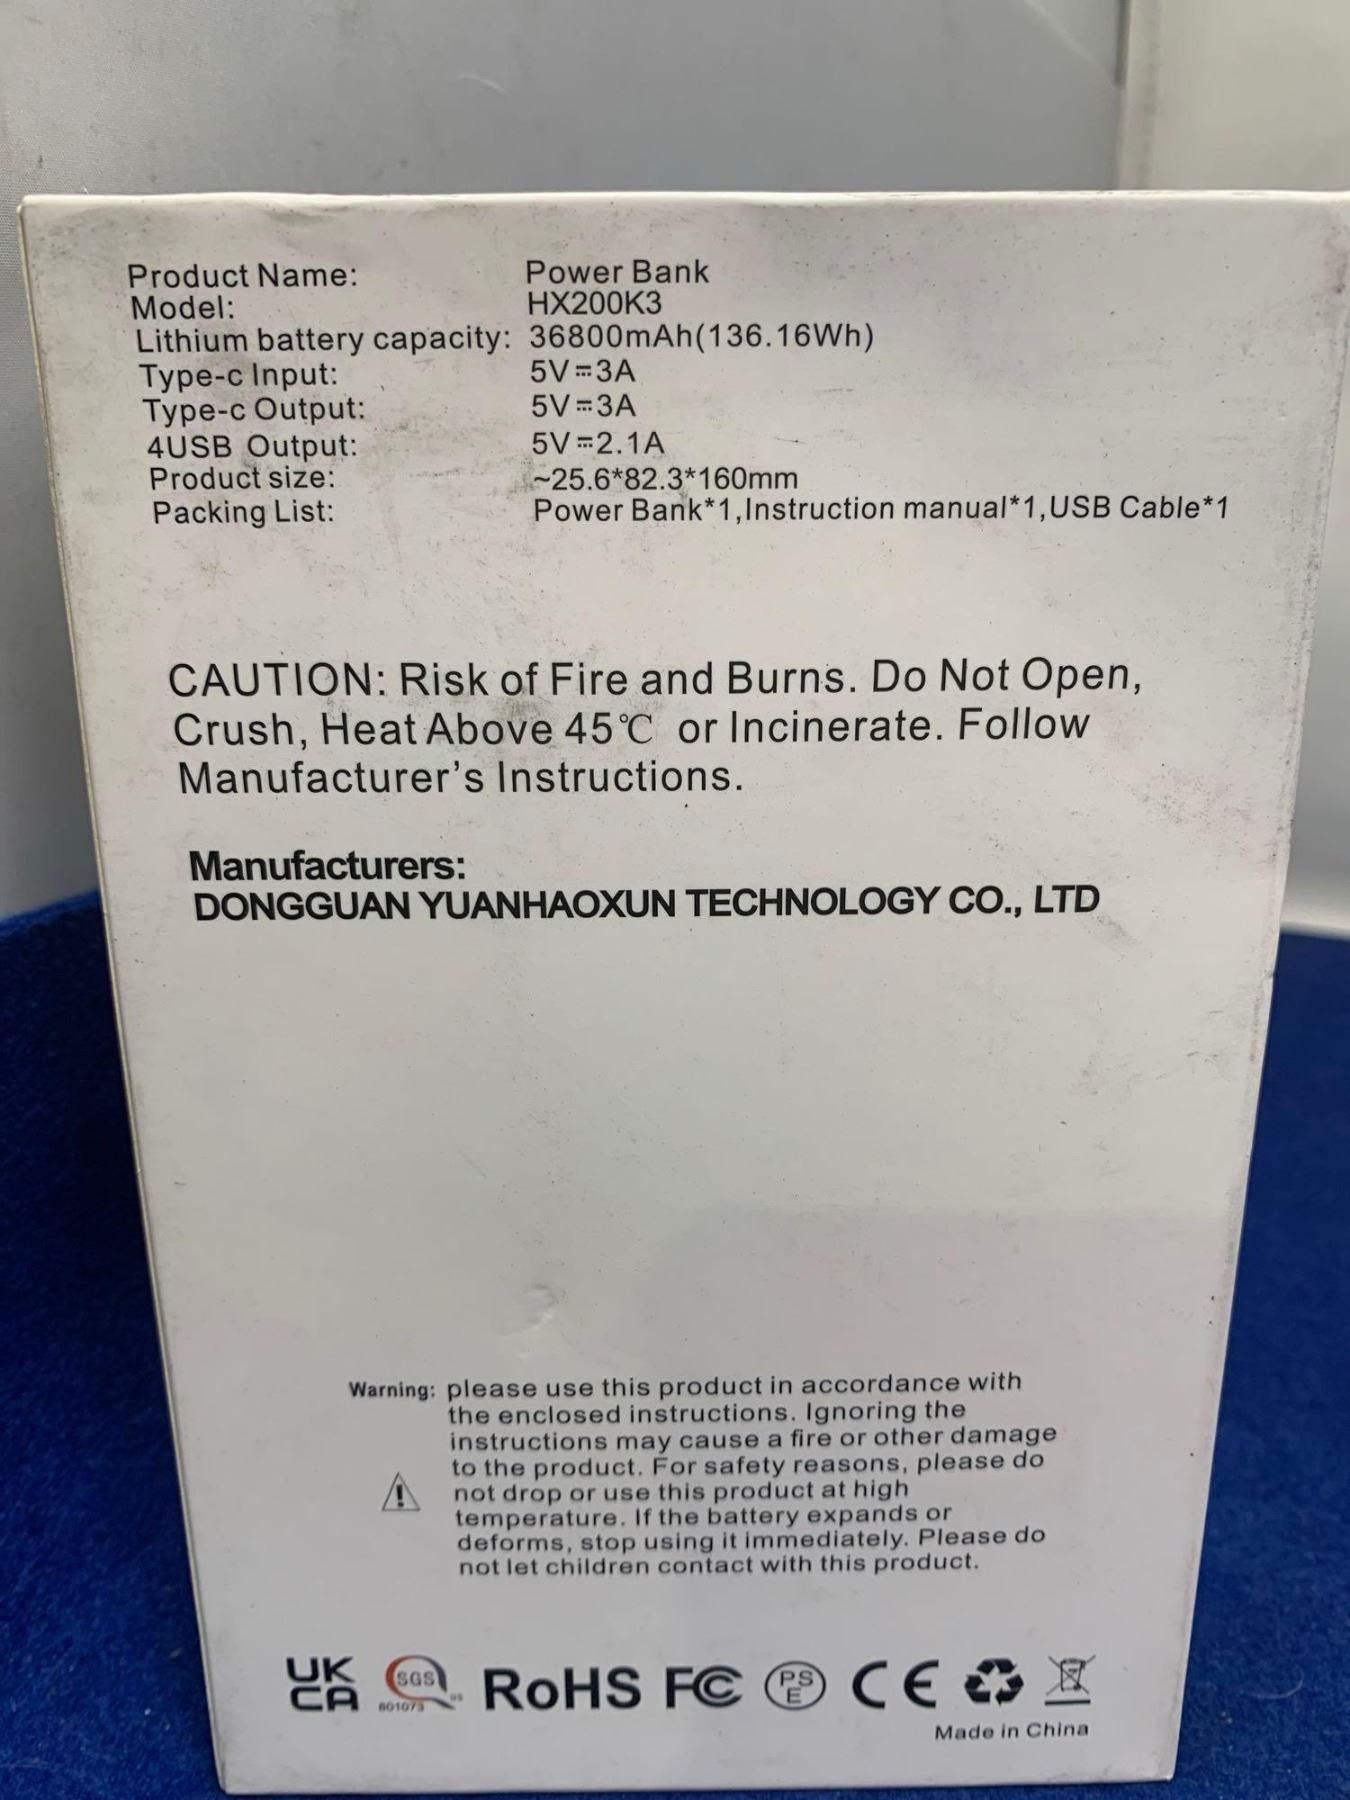 Product Name: Power Bank
Model: HX200K3
Lithium battery capacity: 36800mAh(136.16Wh)
Type-c Input: 5V⎓3A
Type-c Output: 5V⎓3A
4USB Output: 5V⎓2.1A
Product size: ~25.6*82.3*160mm
Packing List: Power Bank*1,Instruction manual*1,USB Cable*1
CAUTION: Risk of Fire and Burns. Do Not Open,
Crush, Heat Above 45℃ or Incinerate. Follow
Manufacturer's Instructions.
Manufacturers:
DONGGUAN YUANHAOXUN TECHNOLOGY CO., LTD
Warning: please use this product in accordance with
the enclosed instructions. Ignoring the
instructions may cause a fire or other damage
to the product. For safety reasons, please do
not drop or use this product at high
temperature. If the battery expands or
deforms, stop using it immediately. Please do
not let children contact with this product.
UK
CA
SGS
801073
US
RoHS FC PS
E
CE
Made in China